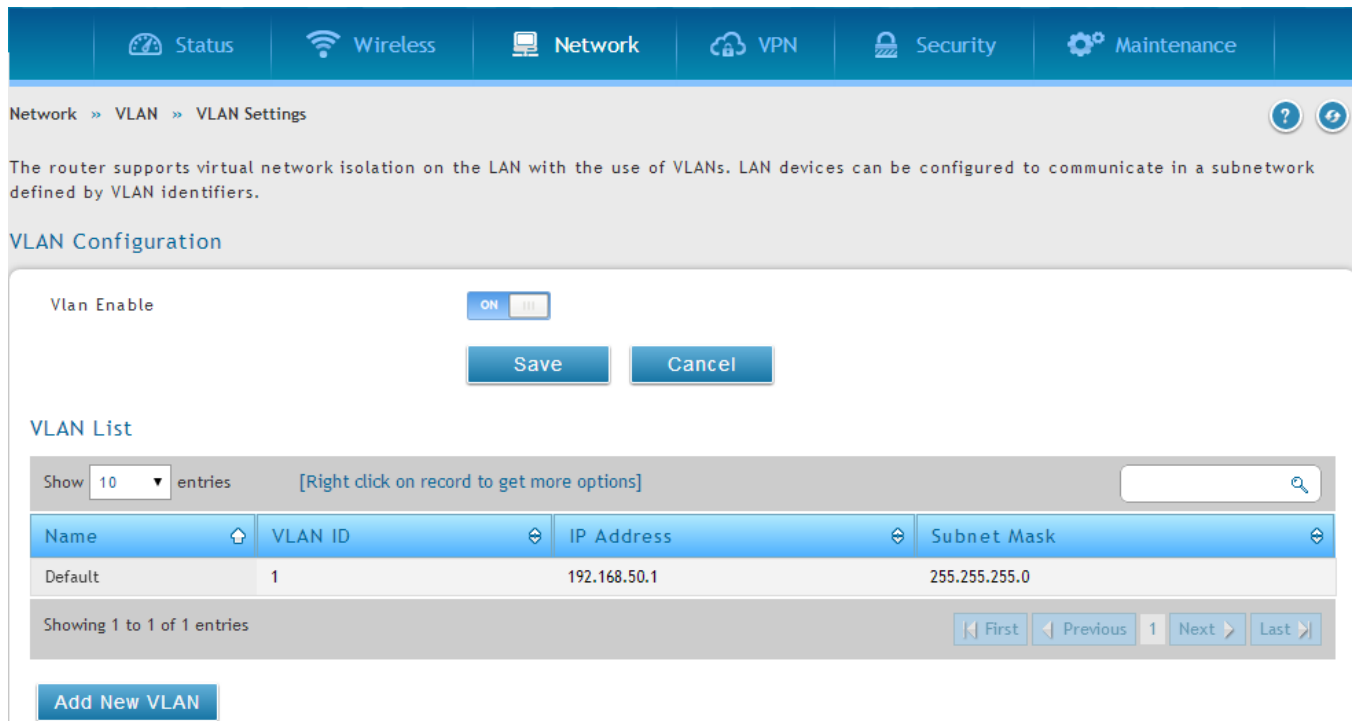 Status Wireless Network VPN Security Maintenance
Network » VLAN » VLAN Settings
The router supports virtual network isolation on the LAN with the use of VLANs. LAN devices can be configured to communicate in a subnetwork
defined by VLAN identifiers.
VLAN Configuration
Vlan Enable ON
Save Cancel
VLAN List
Show 10 entries [Right click on record to get more options]
Name VLAN ID IP Address Subnet Mask
Default 1 192.168.50.1 255.255.255.0
Showing 1 to 1 of 1 entries First Previous 1 Next Last
Add New VLAN